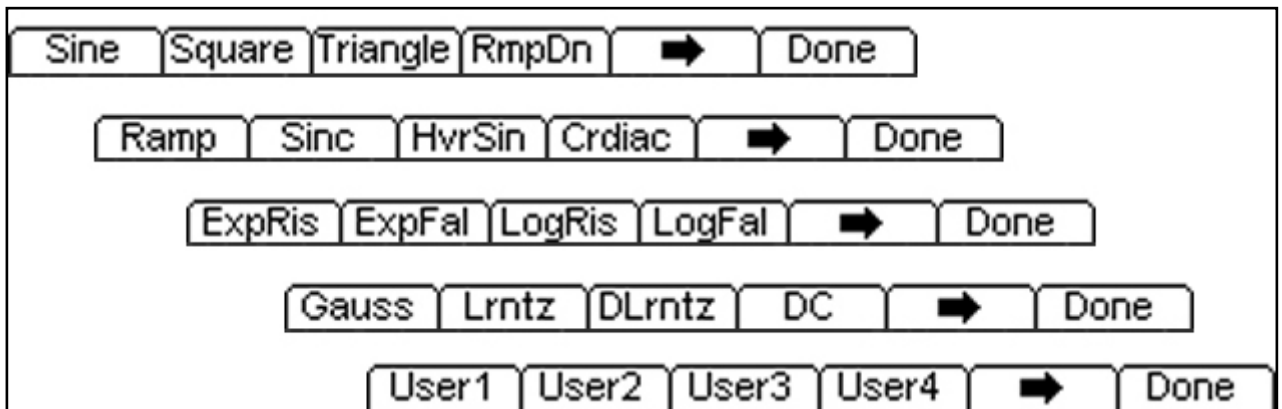 Sine Square Triangle RmpDn ➡ Done
Ramp Sinc HvrSin Crdiac ➡ Done
ExpRis ExpFal LogRis LogFal ➡ Done
Gauss Lrntz DLrntz DC ➡ Done
User1 User2 User3 User4 ➡ Done